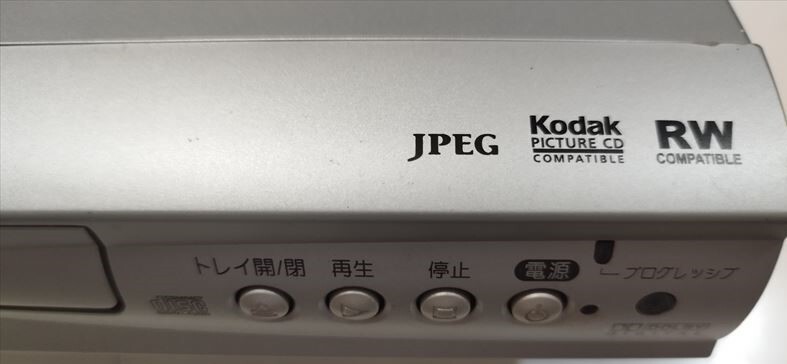 JPEG
Kodak
PICTURE CD
COMPATIBLE
RW
COMPATIBLE
トレイ開/閉
再生
停止
電源
プログレッシブ